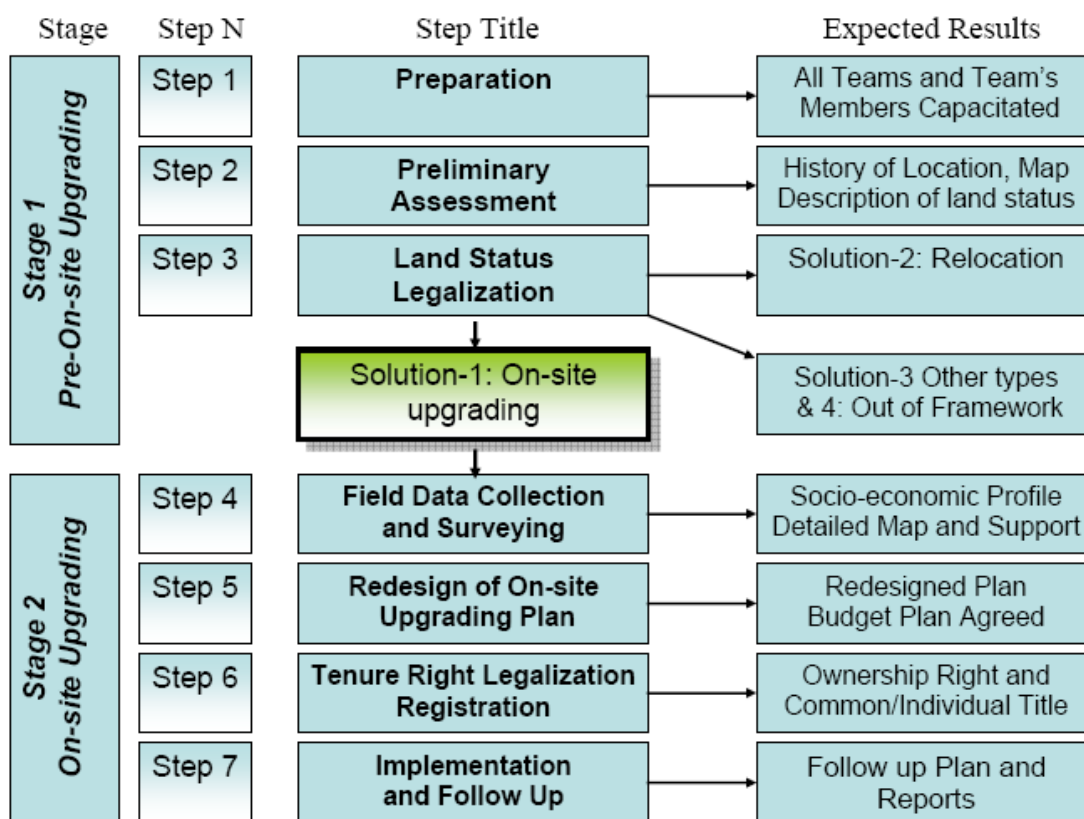 Stage Step N Step Title Expected Results
Stage 1
Pre-On-site Upgrading
Step 1
Preparation
All Teams and Team's
Members Capacitated
Step 2
Preliminary
Assessment
History of Location, Map
Description of land status
Step 3
Land Status
Legalization
Solution-2: Relocation
Solution-1: On-site
upgrading
Solution-3 Other types
& 4: Out of Framework
Stage 2
On-site Upgrading
Step 4
Field Data Collection
and Surveying
Socio-economic Profile
Detailed Map and Support
Step 5
Redesign of On-site
Upgrading Plan
Redesigned Plan
Budget Plan Agreed
Step 6
Tenure Right Legalization
Registration
Ownership Right and
Common/Individual Title
Step 7
Implementation
and Follow Up
Follow up Plan and
Reports